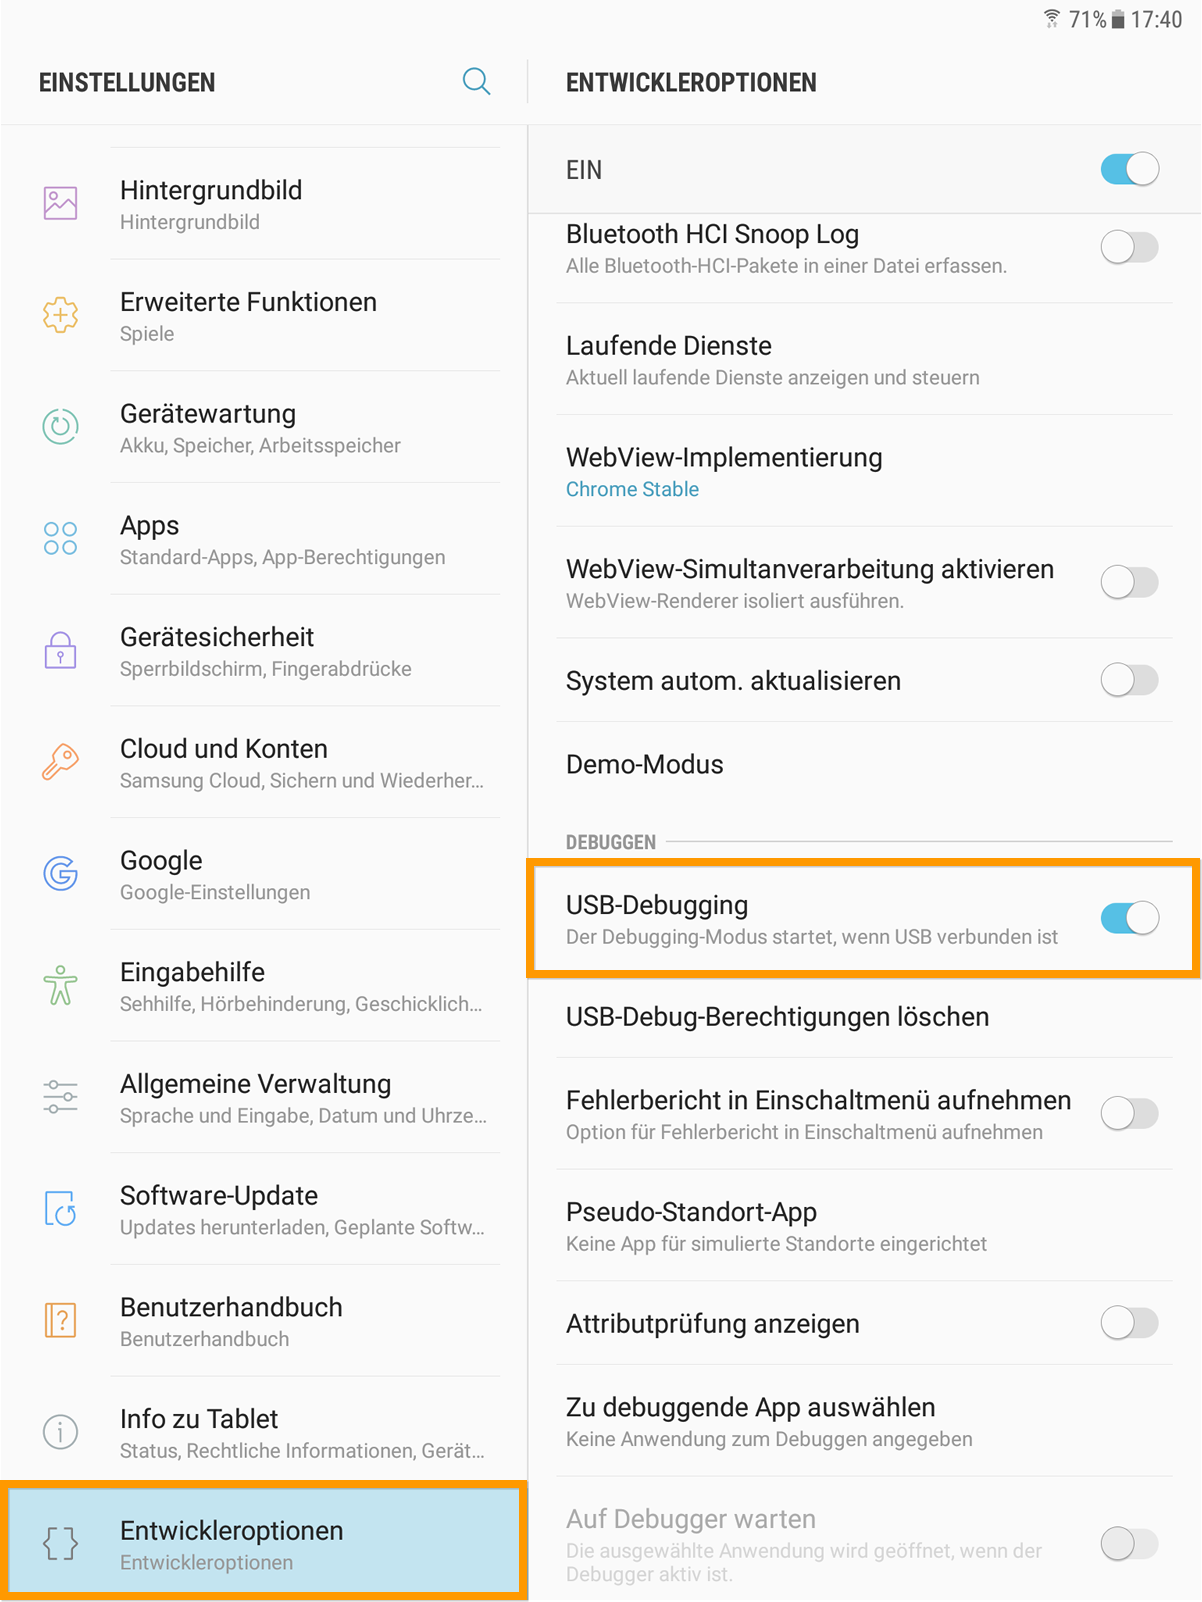 71% 17:40
EINSTELLUNGEN
Hintergrundbild
Hintergrundbild
Erweiterte Funktionen
Spiele
Gerätewartung
Akku, Speicher, Arbeitsspeicher
Apps
Standard-Apps, App-Berechtigungen
Gerätesicherheit
Sperrbildschirm, Fingerabdrücke
Cloud und Konten
Samsung Cloud, Sichern und Wiederher...
Google
Google-Einstellungen
Eingabehilfe
Sehhilfe, Hörbehinderung, Geschicklich...
Allgemeine Verwaltung
Sprache und Eingabe, Datum und Uhrze...
Software-Update
Updates herunterladen, Geplante Softw...
Benutzerhandbuch
Benutzerhandbuch
Info zu Tablet
Status, Rechtliche Informationen, Gerät...
Entwickleroptionen
Entwickleroptionen
ENTWICKLEROPTIONEN
EIN
Bluetooth HCI Snoop Log
Alle Bluetooth-HCI-Pakete in einer Datei erfassen.
Laufende Dienste
Aktuell laufende Dienste anzeigen und steuern
WebView-Implementierung
Chrome Stable
WebView-Simultanverarbeitung aktivieren
WebView-Renderer isoliert ausführen.
System autom. aktualisieren
Demo-Modus
DEBUGGEN
USB-Debugging
Der Debugging-Modus startet, wenn USB verbunden ist
USB-Debug-Berechtigungen löschen
Fehlerbericht in Einschaltmenü aufnehmen
Option für Fehlerbericht in Einschaltmenü aufnehmen
Pseudo-Standort-App
Keine App für simulierte Standorte eingerichtet
Attributprüfung anzeigen
Zu debuggende App auswählen
Keine Anwendung zum Debuggen angegeben
Auf Debugger warten
Die ausgewählte Anwendung wird geöffnet, wenn der
Debugger aktiv ist.